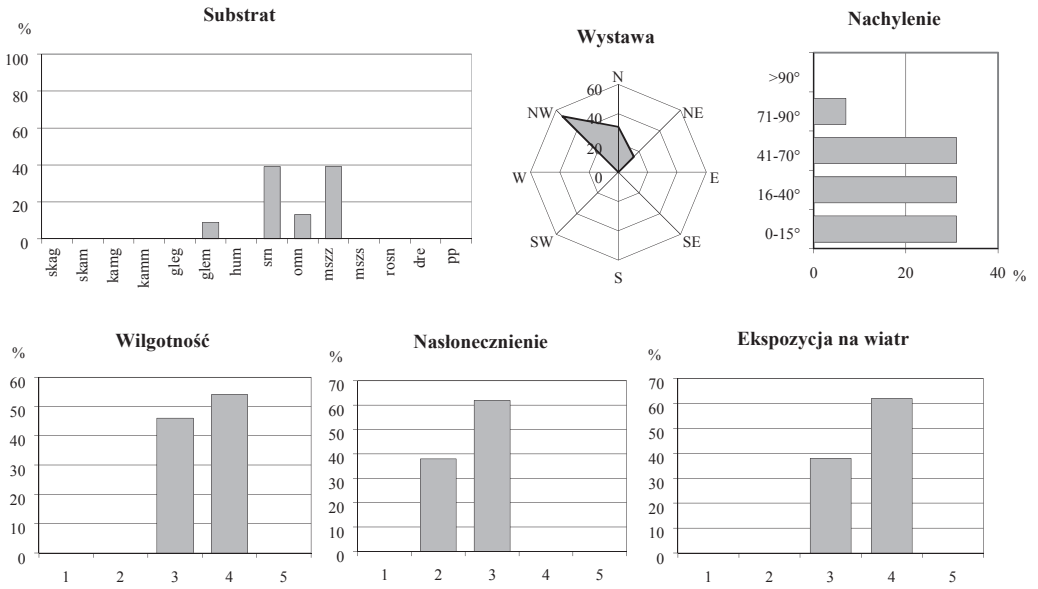 Substrat
%
100
80
60
40
20
0
skag
skam
kamg
kamm
gleg
glem
hum
srn
omn
mszz
mszs
rosn
dre
pp
Wystawa
N
NE
E
SE
S
SW
W
NW
60
40
20
0
Nachylenie
>90°
71-90°
41-70°
16-40°
0-15°
0 20 40 %
Wilgotność
%
60
50
40
30
20
10
0
1 2 3 4 5
Nasłonecznienie
%
70
60
50
40
30
20
10
0
1 2 3 4 5
Ekspozycja na wiatr
%
70
60
50
40
30
20
10
0
1 2 3 4 5